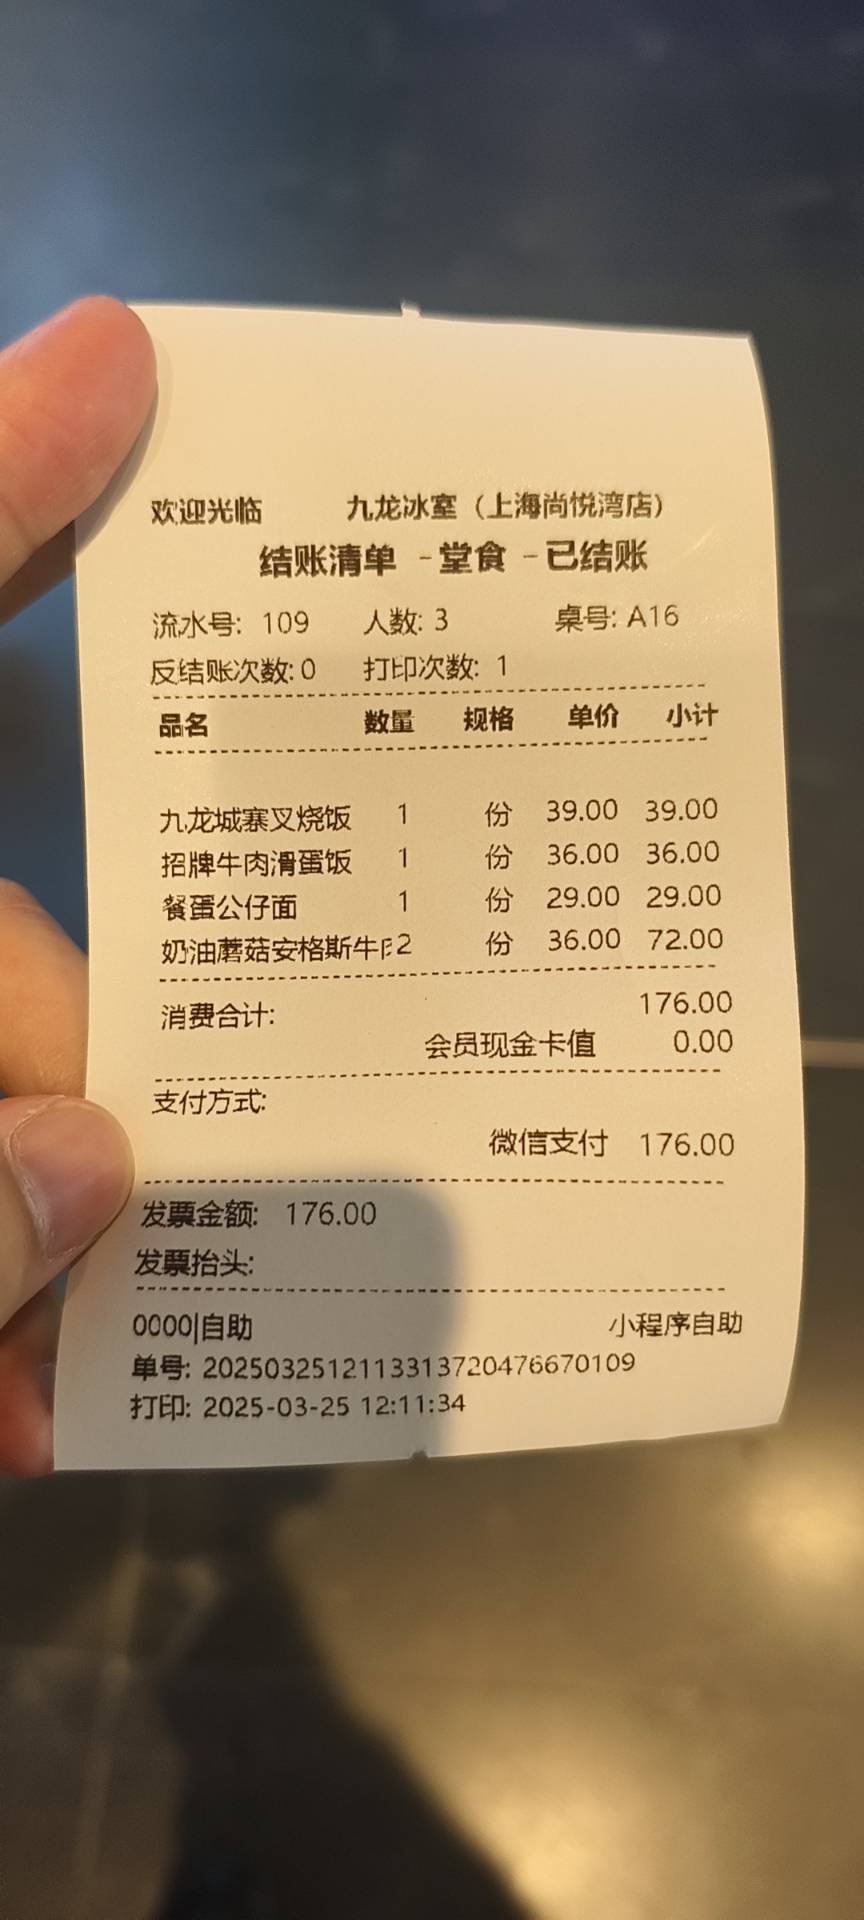 欢迎光临 九龙冰室（上海尚悦湾店）
结账清单 - 堂食 - 已结账
流水号: 109 人数: 3 桌号: A16
反结账次数: 0 打印次数: 1
品名 数量 规格 单价 小计
九龙城寨叉烧饭 1 份 39.00 39.00
招牌牛肉滑蛋饭 1 份 36.00 36.00
餐蛋公仔面 1 份 29.00 29.00
奶油蘑菇安格斯牛 2 份 36.00 72.00
消费合计: 176.00
会员现金卡值 0.00
支付方式:
微信支付 176.00
发票金额: 176.00
发票抬头:
0000|自助 小程序自助
单号: 2025032512113313720476670109
打印: 2025-03-25 12:11:34